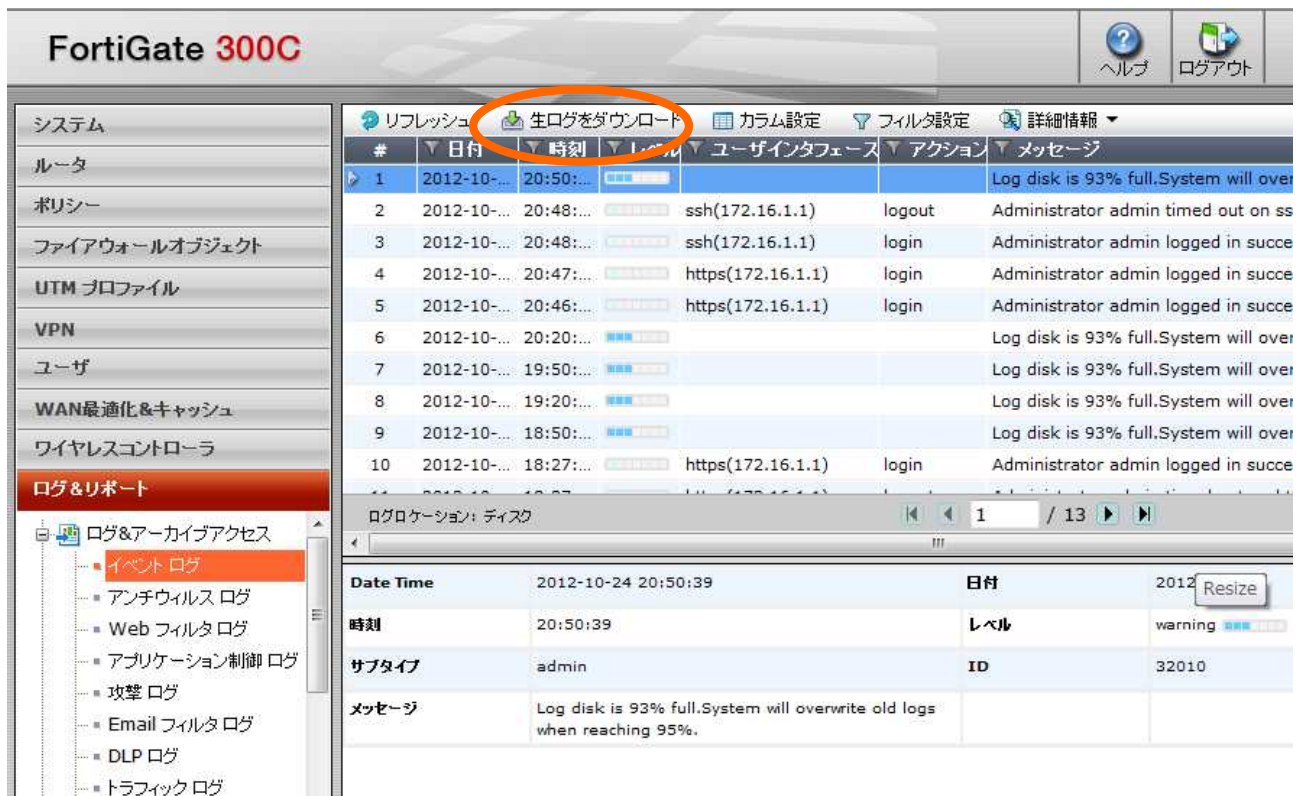 FortiGate 300C
ヘルプ
ログアウト
システム
ルータ
ポリシー
ファイアウォールオブジェクト
UTM プロファイル
VPN
ユーザ
WAN最適化&キャッシュ
ワイヤレスコントローラ
ログ&リポート
ログ&アーカイブアクセス
イベント ログ
アンチウィルス ログ
Web フィルタ ログ
アプリケーション制御 ログ
攻撃 ログ
Email フィルタ ログ
DLP ログ
トラフィック ログ
リフレッシュ 生ログをダウンロード カラム設定 フィルタ設定 詳細情報
# 日付 時刻 レベル ユーザインタフェース アクション メッセージ
1 2012-10-... 20:50:... Log disk is 93% full.System will over
2 2012-10-... 20:48:... ssh(172.16.1.1) logout Administrator admin timed out on ss
3 2012-10-... 20:48:... ssh(172.16.1.1) login Administrator admin logged in succe
4 2012-10-... 20:47:... https(172.16.1.1) login Administrator admin logged in succe
5 2012-10-... 20:46:... https(172.16.1.1) login Administrator admin logged in succe
6 2012-10-... 20:20:... Log disk is 93% full.System will over
7 2012-10-... 19:50:... Log disk is 93% full.System will over
8 2012-10-... 19:20:... Log disk is 93% full.System will over
9 2012-10-... 18:50:... Log disk is 93% full.System will over
10 2012-10-... 18:27:... https(172.16.1.1) login Administrator admin logged in succe
ログロケーション: ディスク 1 / 13
Date Time 2012-10-24 20:50:39 日付 2012
Resize
時刻 20:50:39 レベル warning
サブタイプ admin ID 32010
メッセージ Log disk is 93% full.System will overwrite old logs
when reaching 95%.